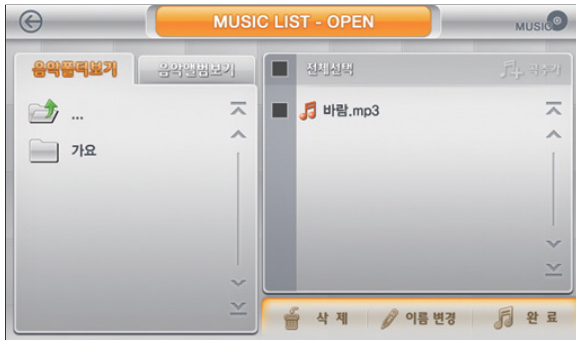 MUSIC LIST - OPEN
MUSIC
음악폴더보기
음악앨범보기
...
가요
전체선택
곡추가
바람.mp3
삭 제
이름 변경
완 료